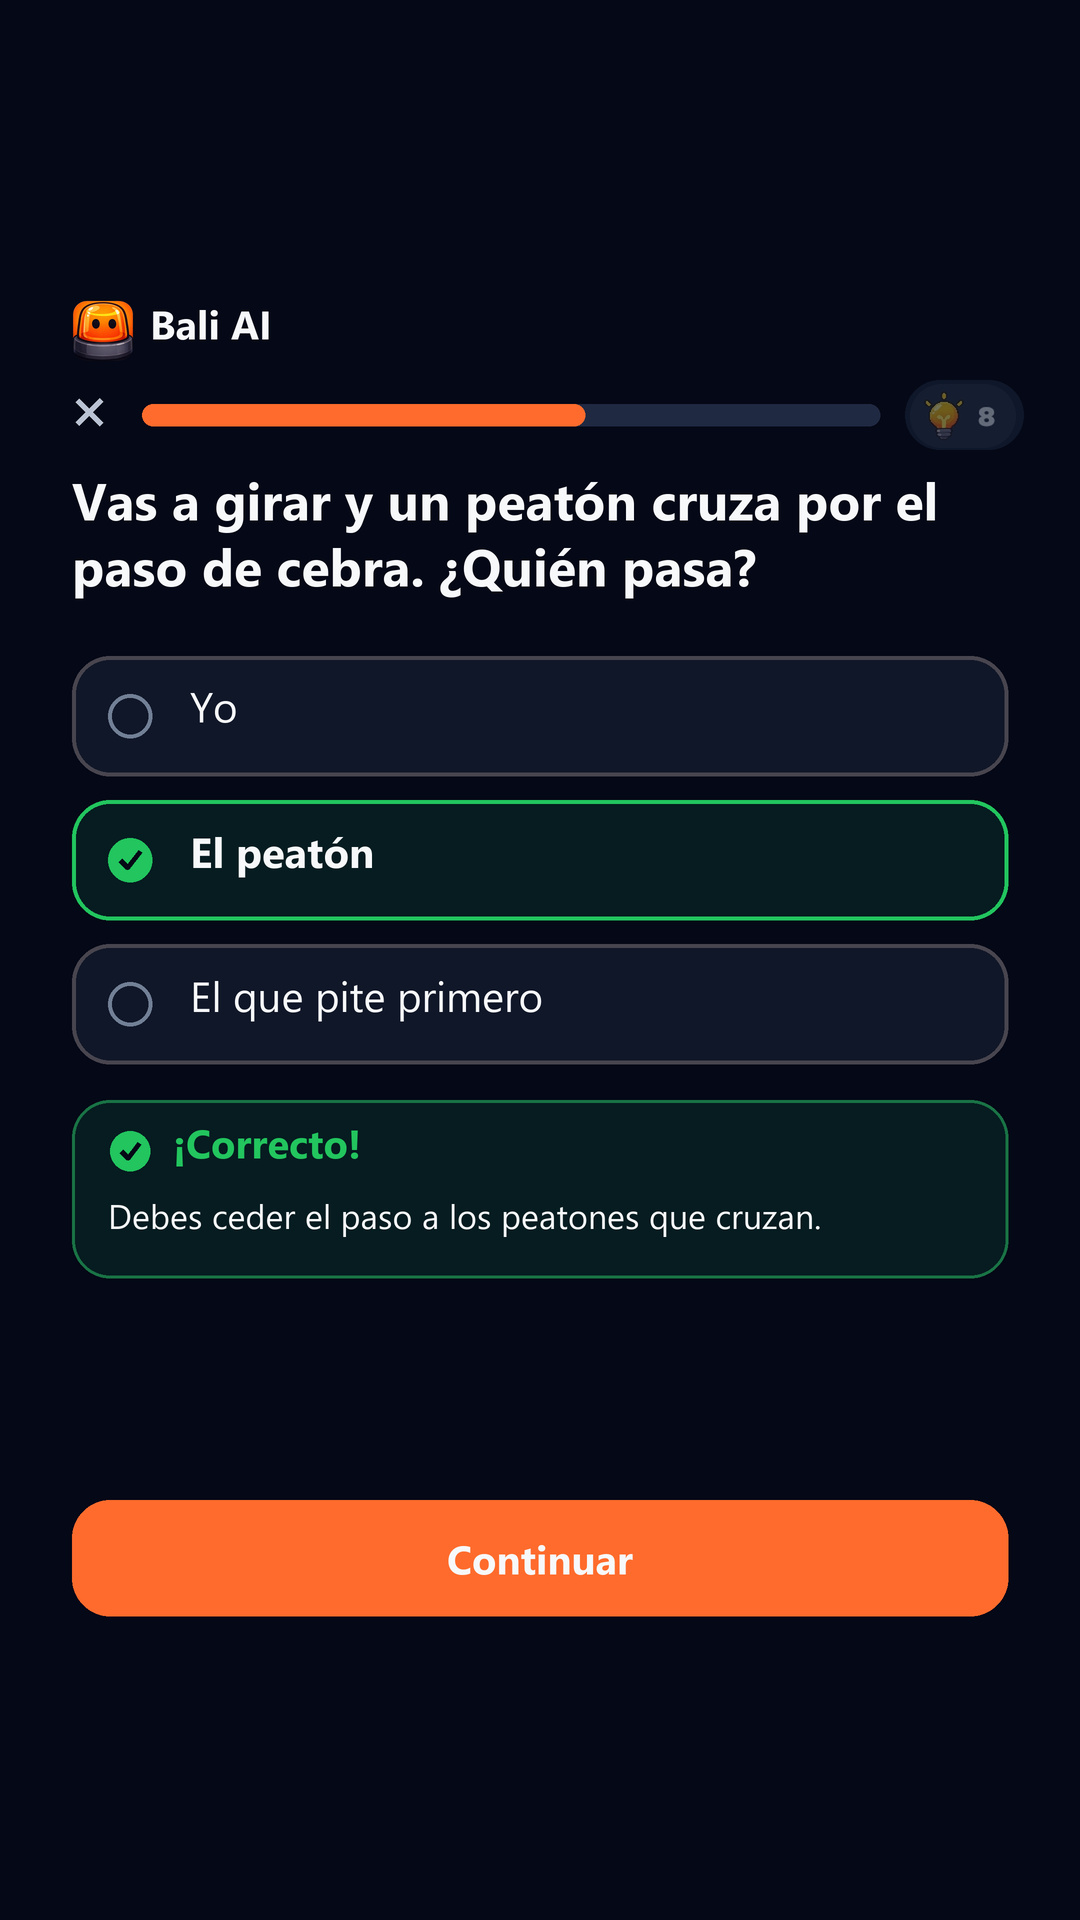 Bali AI
8
Vas a girar y un peatón cruza por el
paso de cebra. ¿Quién pasa?
Yo
El peatón
El que pite primero
¡Correcto!
Debes ceder el paso a los peatones que cruzan.
Continuar